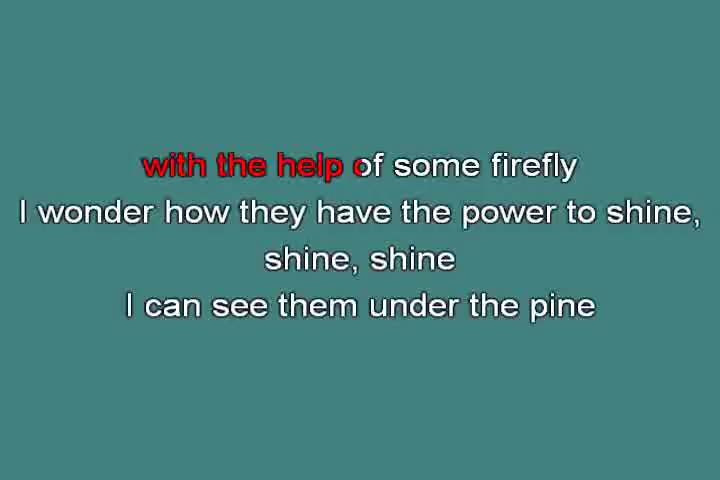 with the help of some firefly
I wonder how they have the power to shine,
shine, shine
I can see them under the pine